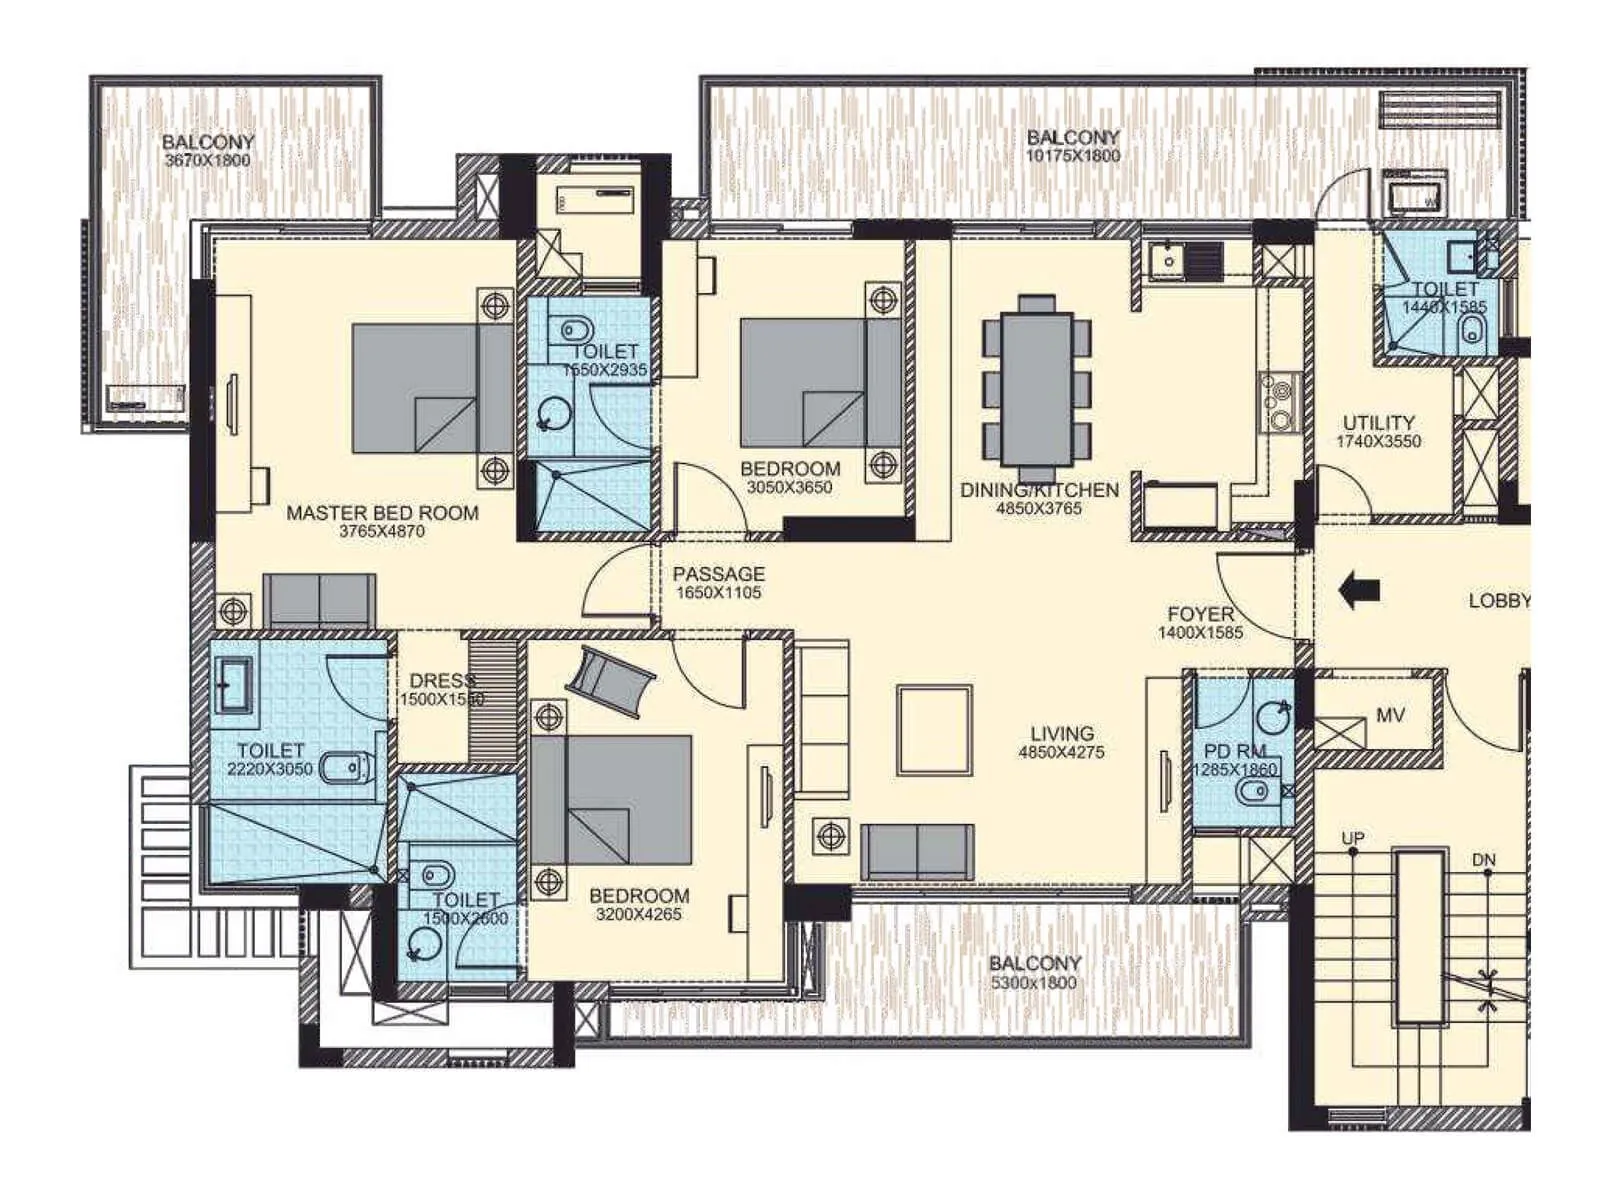 BALCONY
3670X1800
BALCONY
10175X1800
TOILET
1440X1585
TOILET
1550X2935
UTILITY
1740X3550
BEDROOM
3050X3650
DINING/KITCHEN
4850X3765
MASTER BED ROOM
3765X4870
PASSAGE
1650X1105
FOYER
1400X1585
LOBBY
DRESS
1500X1550
MV
LIVING
4850X4275
TOILET
2220X3050
PD RM
1285X1860
UP
DN
BEDROOM
3200X4265
TOILET
1500X2600
BALCONY
5300x1800